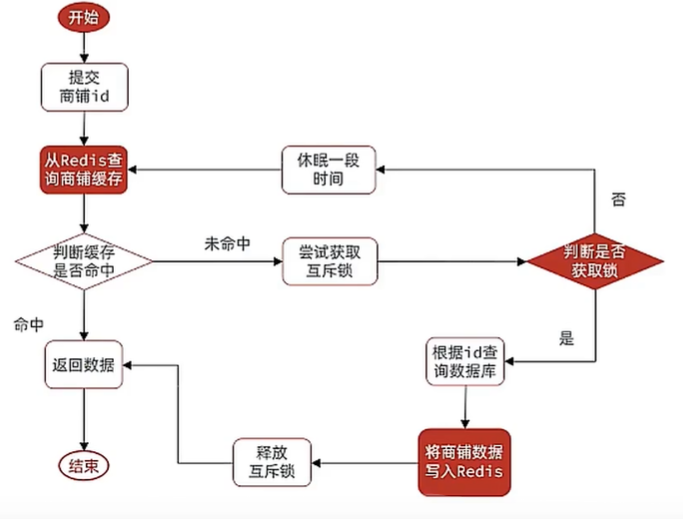 开始
提交
商铺id
从Redis查
询商铺缓存
休眠一段
时间
否
判断缓存
是否命中
未命中
尝试获取
互斥锁
判断是否
获取锁
命中
是
返回数据
根据id查
询数据库
结束
释放
互斥锁
将商铺数据
写入Redis